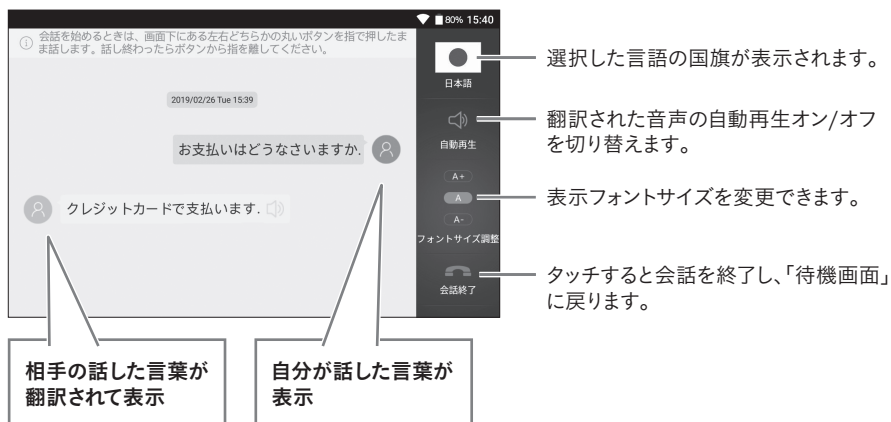 80% 15:40
会話を始めるときは、画面下にある左右どちらかの丸いボタンを指で押したま
ま話します。話し終わったらボタンから指を離してください。
2019/02/26 Tue 15:39
お支払いはどうなさいますか.
クレジットカードで支払います.
日本語
自動再生
A+
A
A-
フォントサイズ調整
会話終了
選択した言語の国旗が表示されます。
翻訳された音声の自動再生オン/オフ
を切り替えます。
表示フォントサイズを変更できます。
タッチすると会話を終了し、「待機画面」
に戻ります。
相手の話した言葉が
翻訳されて表示
自分が話した言葉が
表示